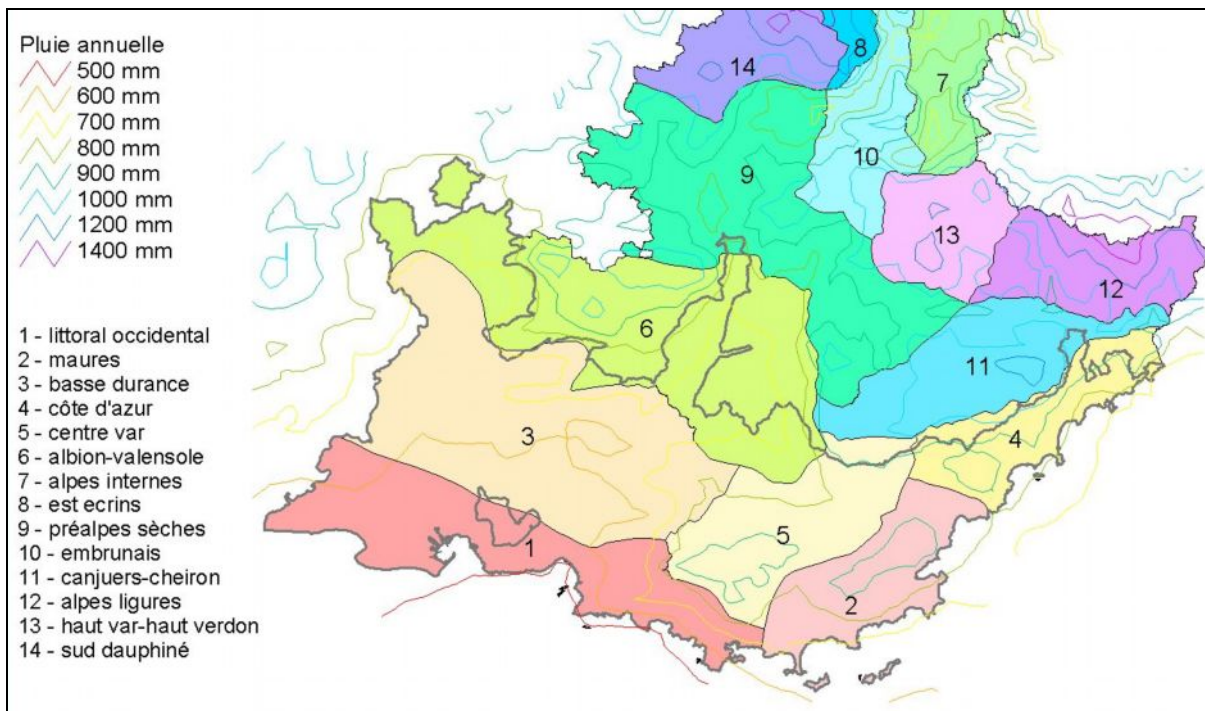 Pluie annuelle
500 mm
600 mm
700 mm
800 mm
900 mm
1000 mm
1200 mm
1400 mm
1 - littoral occidental
2 - maures
3 - basse durance
4 - côte d'azur
5 - centre var
6 - albion-valensole
7 - alpes internes
8 - est ecrins
9 - préalpes sèches
10 - embrunais
11 - canjuers-cheiron
12 - alpes ligures
13 - haut var-haut verdon
14 - sud dauphiné
8
14
7
10
9
13
12
6
11
3
4
5
1
2